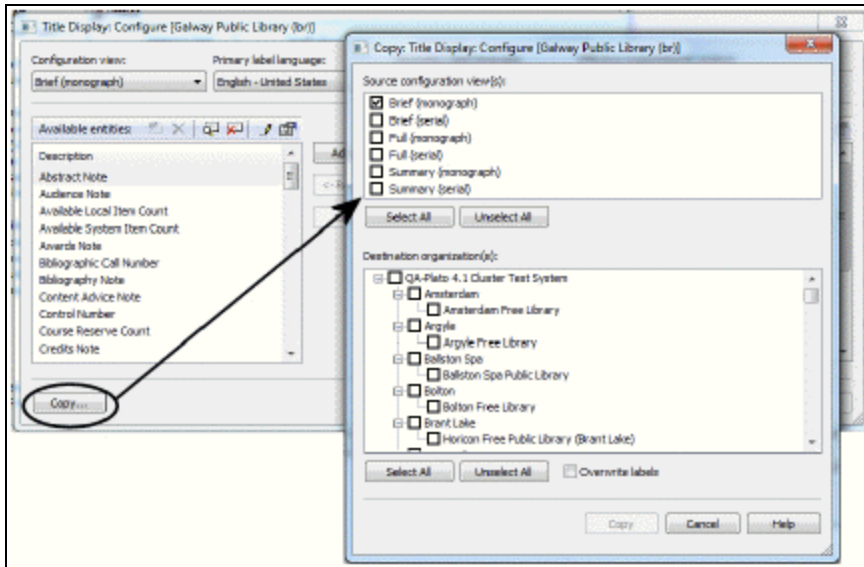 Title Display: Configure [Galway Public Library (br)]
Configuration view:
Primary label language:
Brief (monograph)
English - United States
Available entities:
Description
Abstract Note
Audience Note
Available Local Item Count
Available System Item Count
Awards Note
Bibliographic Call Number
Bibliography Note
Content Advice Note
Control Number
Course Reserve Count
Credits Note
Ad
Copy...
Copy: Title Display: Configure [Galway Public Library (br)]
Source configuration view(s):
Brief (monograph)
Brief (serial)
Full (monograph)
Full (serial)
Summary (monograph)
Summary (serial)
Select All
Unselect All
Destination organization(s):
QA-Plato 4.1 Cluster Test System
Amsterdam
Amsterdam Free Library
Argyle
Argyle Free Library
Ballston Spa
Ballston Spa Public Library
Bolton
Bolton Free Library
Brant Lake
Horicon Free Public Library (Brant Lake)
Select All
Unselect All
Overwrite labels
Copy
Cancel
Help